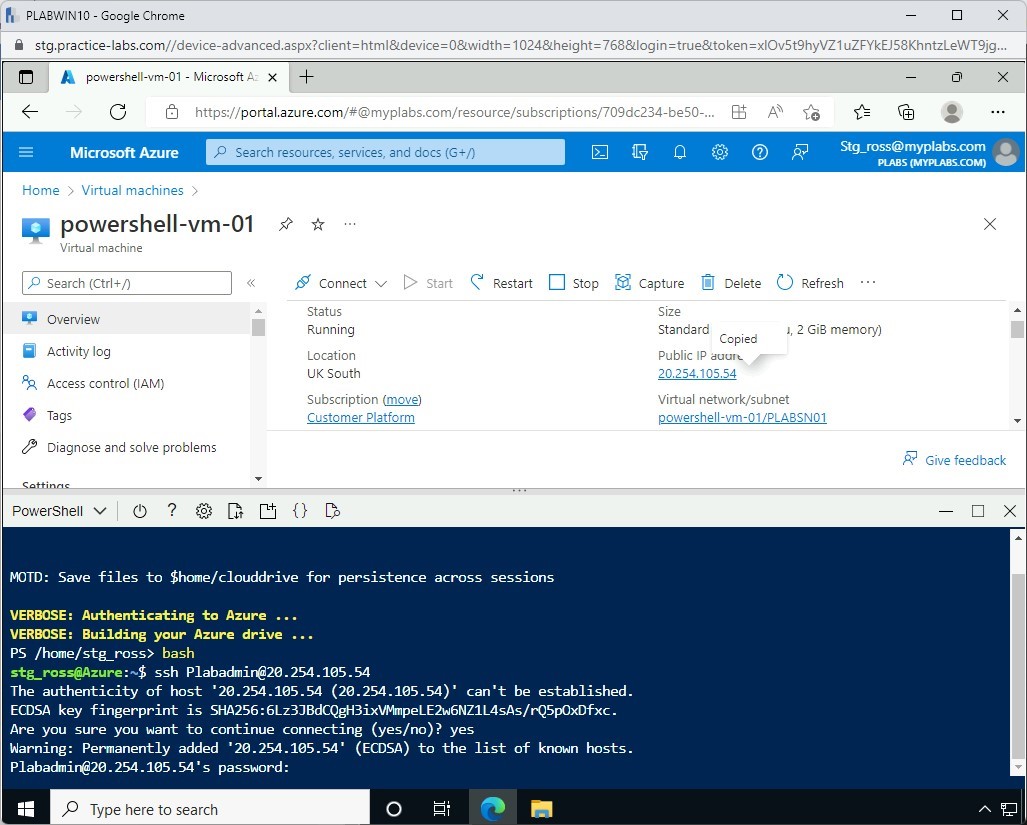 PLABWIN10 - Google Chrome
stg.practice-labs.com//device-advanced.aspx?client=html&device=0&width=1024&height=768&login=true&token=xlOv5t9hyVZ1uZFYkEJ58KhntzLeWT9jg...
powershell-vm-01 - Microsoft Az
https://portal.azure.com/#@myplabs.com/resource/subscriptions/709dc234-be50-...
Microsoft Azure
Search resources, services, and docs (G+/)
Stg_ross@myplabs.com
PLABS (MYPLABS.COM)
Home > Virtual machines >
powershell-vm-01
Virtual machine
Search (Ctrl+/)
«
Connect
Start
Restart
Stop
Capture
Delete
Refresh
Overview
Activity log
Access control (IAM)
Tags
Diagnose and solve problems
Settings
Status
Running
Location
UK South
Subscription (move)
Customer Platform
Size
Standard , 2 GiB memory)
Copied
Public IP addre
20.254.105.54
Virtual network/subnet
powershell-vm-01/PLABSN01
Give feedback
PowerShell
?
{}
MOTD: Save files to $home/clouddrive for persistence across sessions
VERBOSE: Authenticating to Azure ...
VERBOSE: Building your Azure drive ...
PS /home/stg_ross> bash
stg_ross@Azure:~$ ssh Plabadmin@20.254.105.54
The authenticity of host '20.254.105.54 (20.254.105.54)' can't be established.
ECDSA key fingerprint is SHA256:6Lz3JBdCQgH3ixVMmpeLE2w6NZ1L4sAs/rQ5pOxDfxc.
Are you sure you want to continue connecting (yes/no)? yes
Warning: Permanently added '20.254.105.54' (ECDSA) to the list of known hosts.
Plabadmin@20.254.105.54's password:
Type here to search